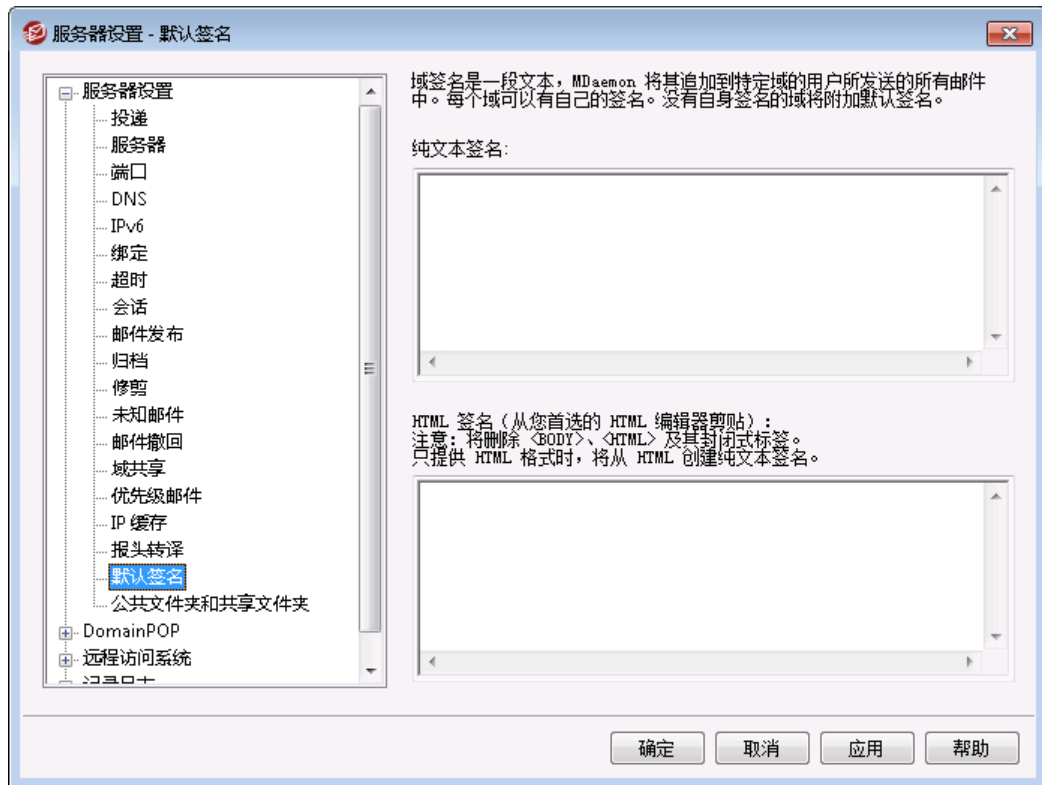 服务器设置 - 默认签名
服务器设置
投递
服务器
端口
DNS
IPv6
绑定
超时
会话
邮件发布
归档
修剪
未知邮件
邮件撤回
域共享
优先级邮件
IP 缓存
报头转译
默认签名
公共文件夹和共享文件夹
DomainPOP
远程访问系统
记录日志
域签名是一段文本，MDaemon 将其追加到特定域的用户所发送的所有邮件
中。每个域可以有自己的签名。没有自身签名的域将附加默认签名。
纯文本签名:
HTML 签名（从您首选的 HTML 编辑器剪贴）:
注意: 将删除 <BODY>、<HTML> 及其封闭式标签。
只提供 HTML 格式时，将从 HTML 创建纯文本签名。
确定
取消
应用
帮助